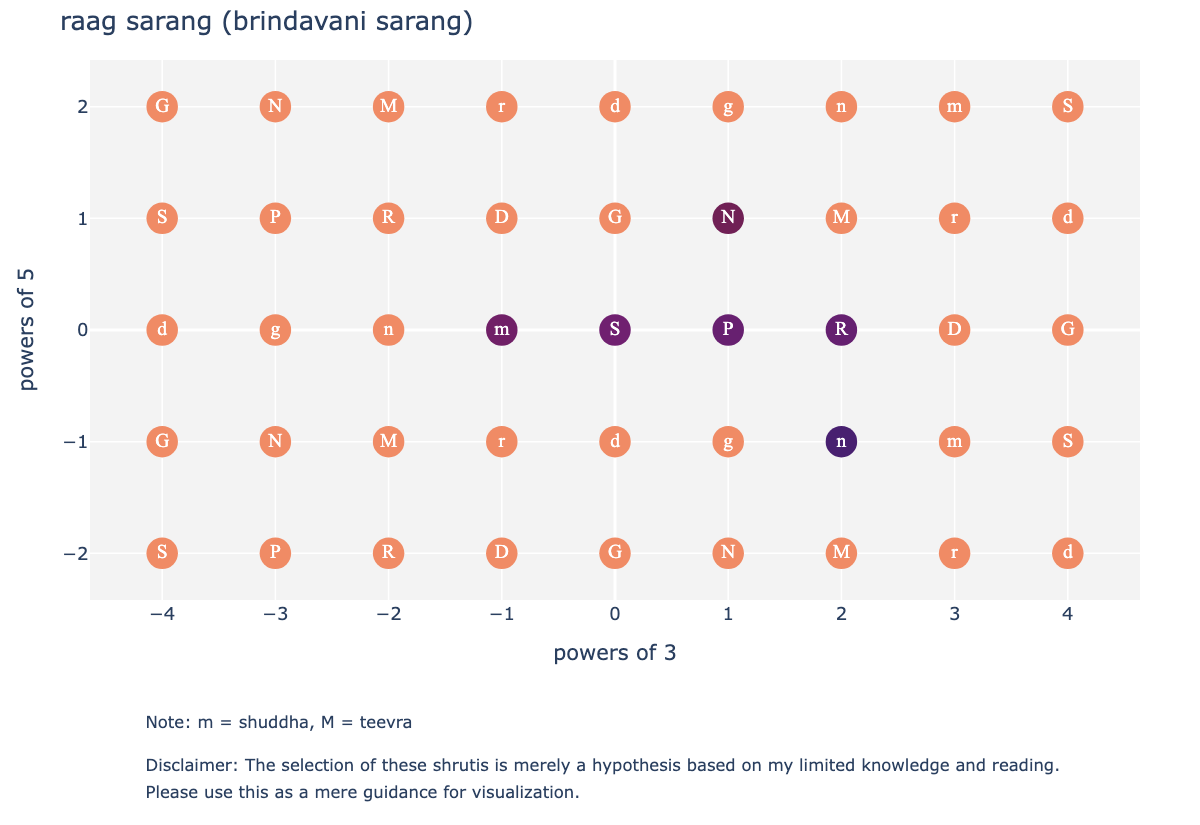 raag sarang (brindavani sarang)
2 G N M r d g n m S
1 S P R D G N M r d
0 d g n m S P R D G
−1 G N M r d g n m S
−2 S P R D G N M r d
−4 −3 −2 −1 0 1 2 3 4
powers of 5
powers of 3
Note: m = shuddha, M = teevra
Disclaimer: The selection of these shrutis is merely a hypothesis based on my limited knowledge and reading.
Please use this as a mere guidance for visualization.